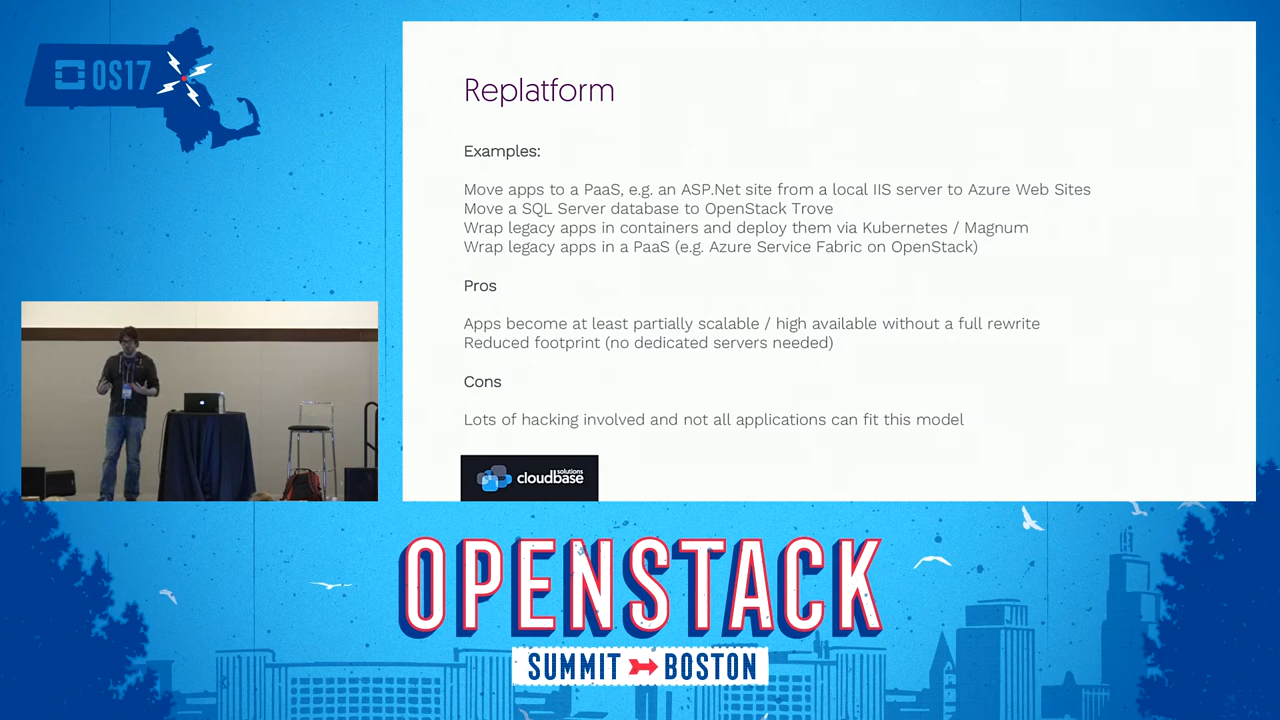 OS17
Replatform
Examples:
Move apps to a PaaS, e.g. an ASP.Net site from a local IIS server to Azure Web Sites
Move a SQL Server database to OpenStack Trove
Wrap legacy apps in containers and deploy them via Kubernetes / Magnum
Wrap legacy apps in a PaaS (e.g. Azure Service Fabric on OpenStack)
Pros
Apps become at least partially scalable / high available without a full rewrite
Reduced footprint (no dedicated servers needed)
Cons
Lots of hacking involved and not all applications can fit this model
cloudbase solutions
OPENSTACK
SUMMIT BOSTON